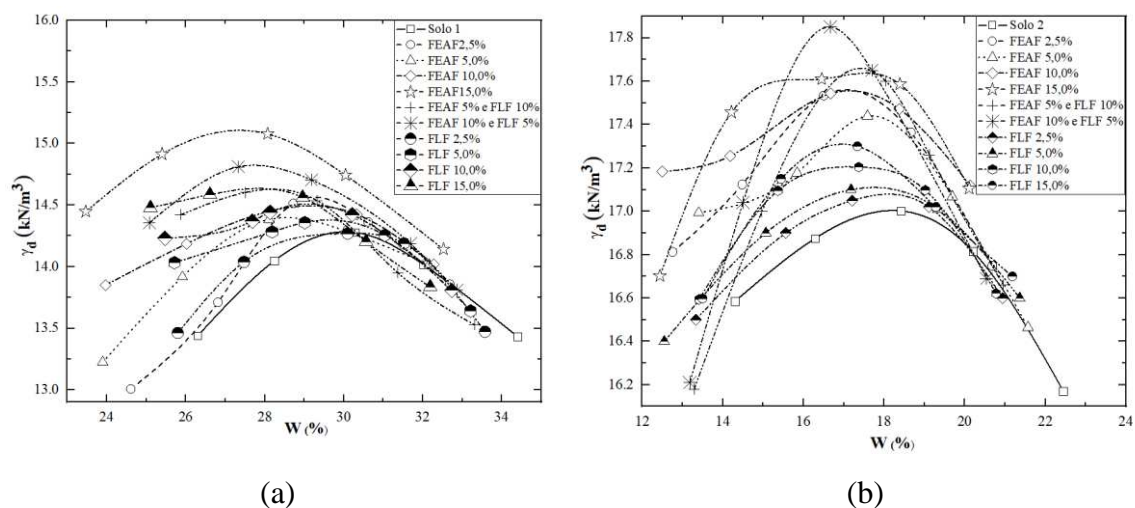 16.0
15.5
15.0
14.5
14.0
13.5
13.0
γd (kN/m³)
24 26 28 30 32 34
W (%)
Solo 1
FEAF2,5%
FEAF 5,0%
FEAF 10,0%
FEAF15,0%
FEAF 5% e FLF 10%
FEAF 10% e FLF 5%
FLF 2,5%
FLF 5,0%
FLF 10,0%
FLF 15,0%
(a)
17.8
17.6
17.4
17.2
17.0
16.8
16.6
16.4
16.2
γd (kN/m³)
12 14 16 18 20 22 24
W (%)
Solo 2
FEAF 2,5%
FEAF 5,0%
FEAF 10,0%
FEAF 15,0%
FEAF 5% e FLF 10%
FEAF 10% e FLF 5%
FLF 2,5%
FLF 5,0%
FLF 10,0%
FLF 15,0%
(b)